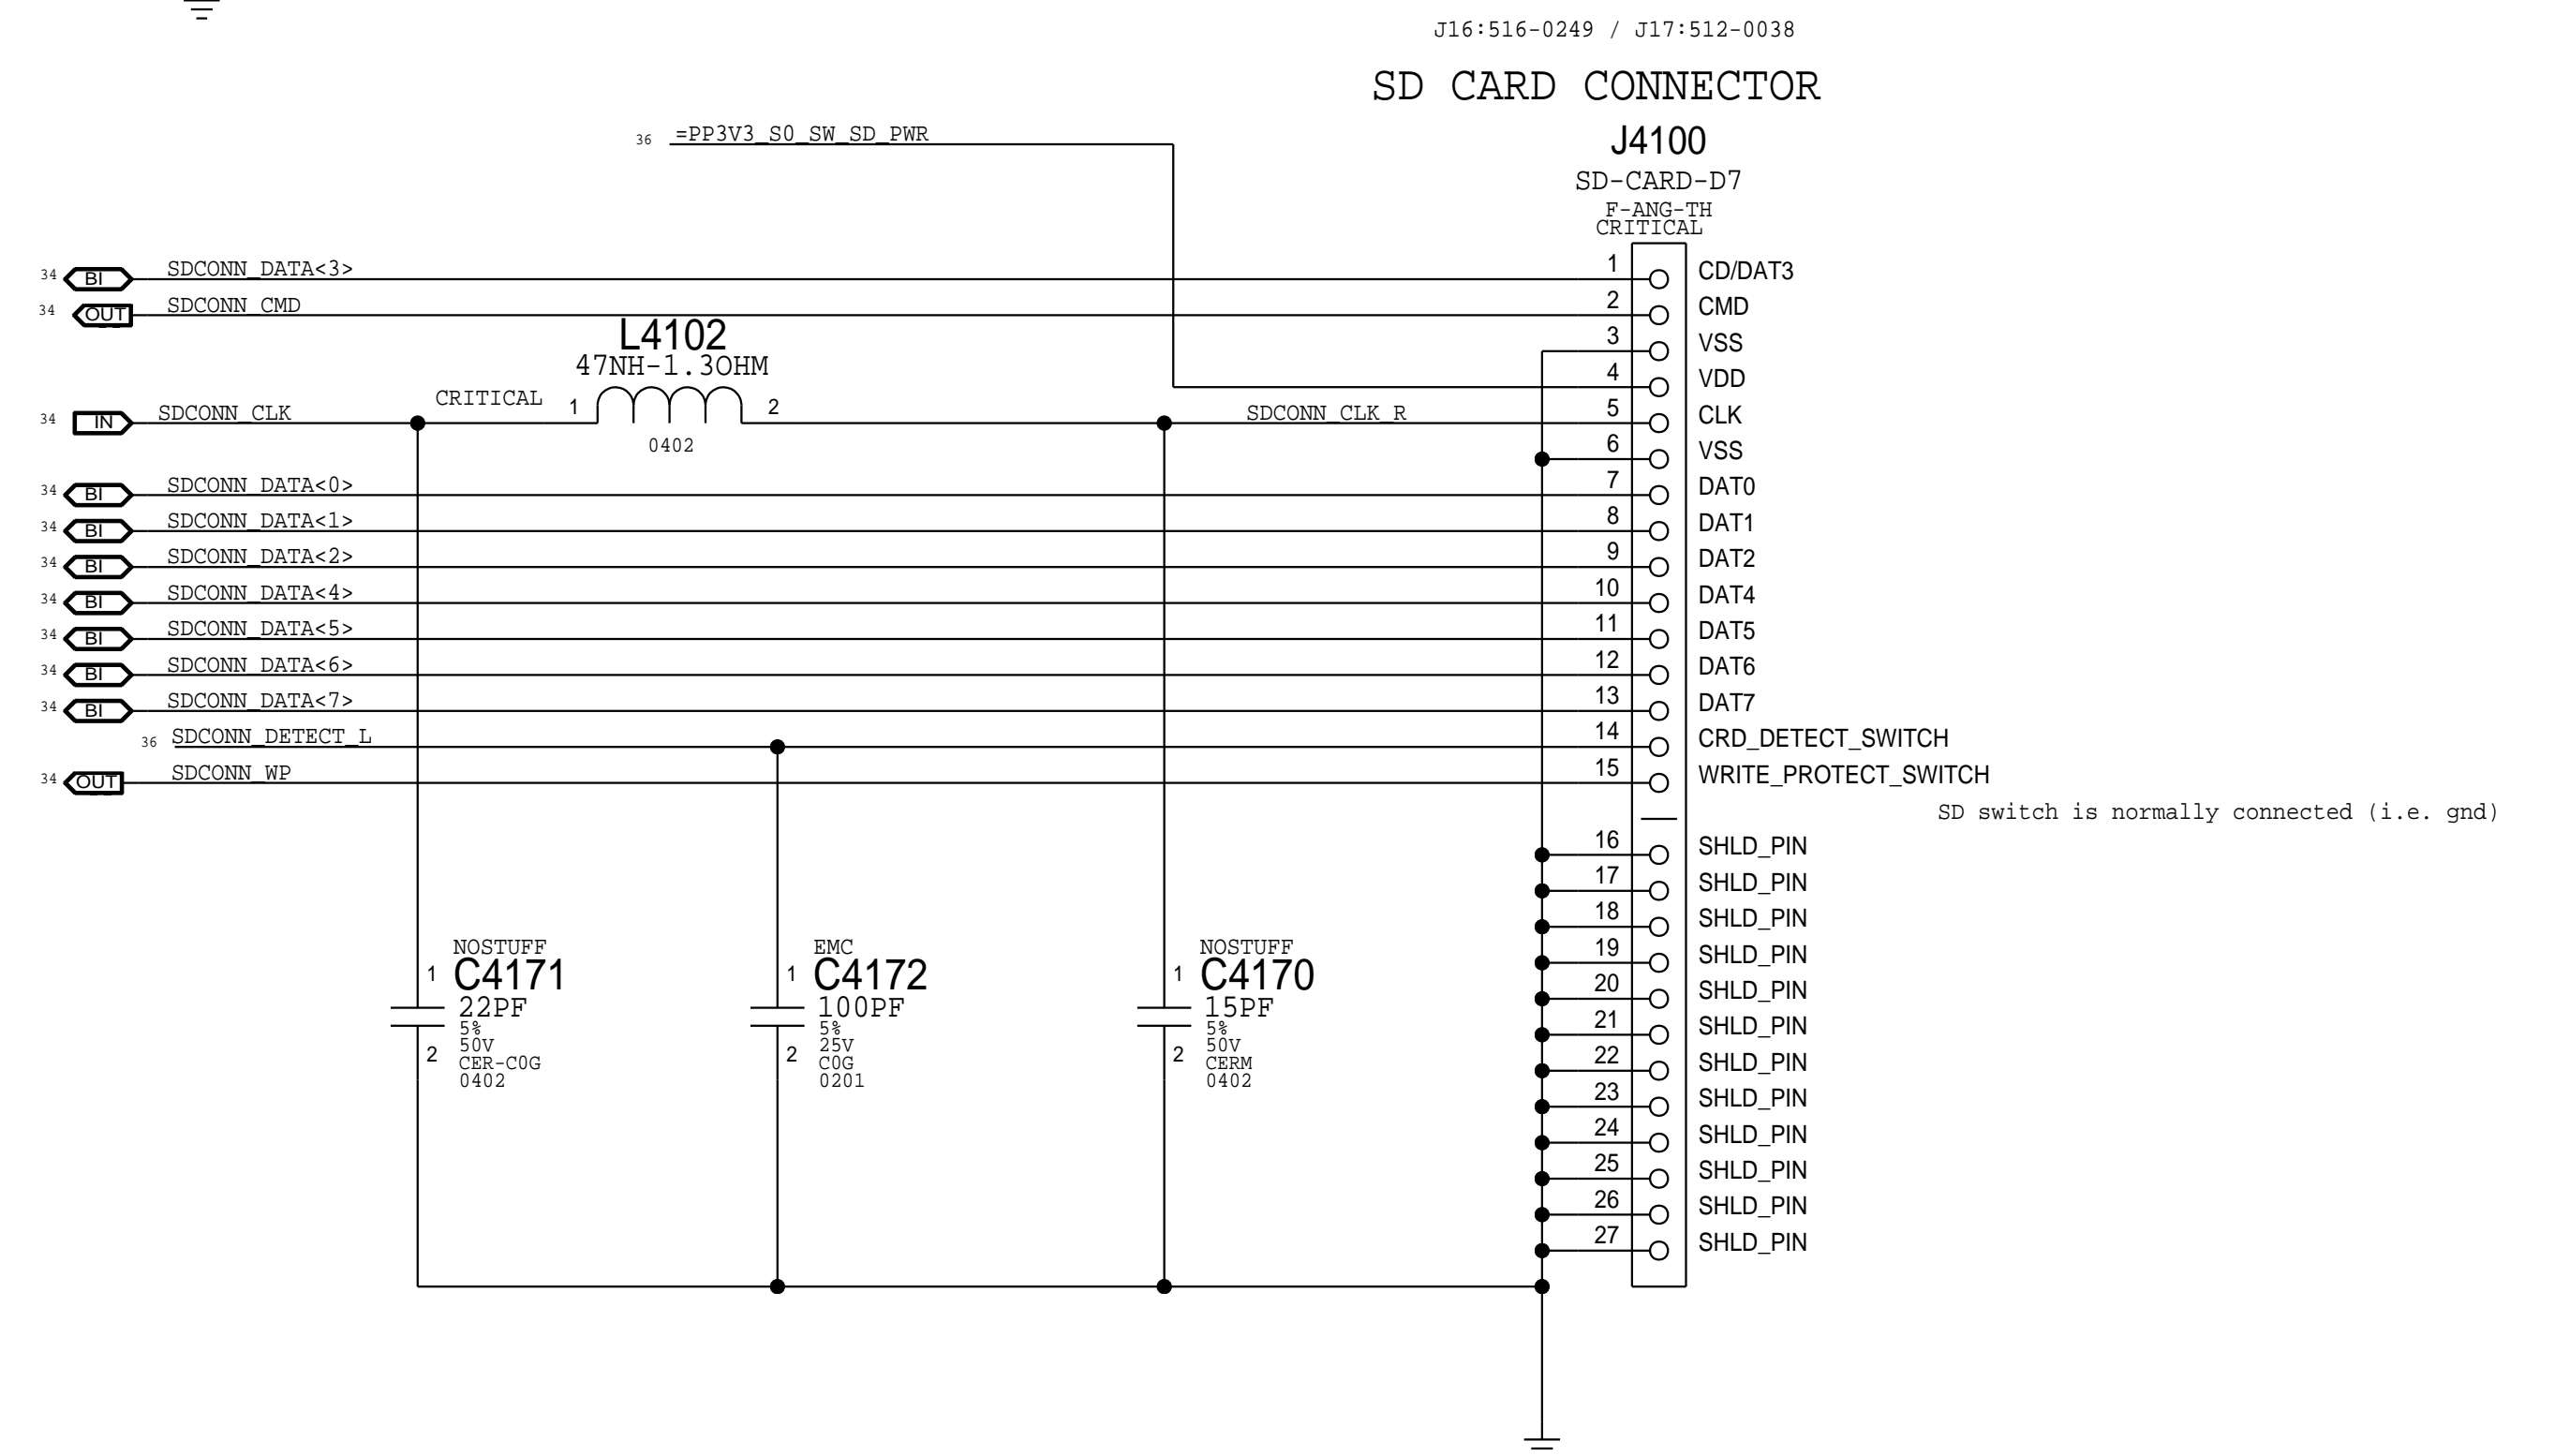 J16:516-0249 / J17:512-0038
SD CARD CONNECTOR
J4100
SD-CARD-D7
F-ANG-TH
CRITICAL
36 =PP3V3_S0_SW_SD_PWR
34 BI SDCONN_DATA<3> 1 CD/DAT3
34 OUT SDCONN_CMD 2 CMD
L4102
47NH-1.3OHM
3 VSS
4 VDD
34 IN SDCONN_CLK CRITICAL 1 2 SDCONN_CLK_R 5 CLK
0402
6 VSS
34 BI SDCONN_DATA<0> 7 DAT0
34 BI SDCONN_DATA<1> 8 DAT1
34 BI SDCONN_DATA<2> 9 DAT2
34 BI SDCONN_DATA<4> 10 DAT4
34 BI SDCONN_DATA<5> 11 DAT5
34 BI SDCONN_DATA<6> 12 DAT6
34 BI SDCONN_DATA<7> 13 DAT7
36 SDCONN_DETECT_L 14 CRD_DETECT_SWITCH
34 OUT SDCONN_WP 15 WRITE_PROTECT_SWITCH
SD switch is normally connected (i.e. gnd)
16 SHLD_PIN
17 SHLD_PIN
18 SHLD_PIN
19 SHLD_PIN
20 SHLD_PIN
21 SHLD_PIN
22 SHLD_PIN
23 SHLD_PIN
24 SHLD_PIN
25 SHLD_PIN
26 SHLD_PIN
27 SHLD_PIN
NOSTUFF
1 C4171
22PF
5%
50V
2 CER-C0G
0402
EMC
1 C4172
100PF
5%
25V
2 C0G
0201
NOSTUFF
1 C4170
15PF
5%
50V
2 CERM
0402